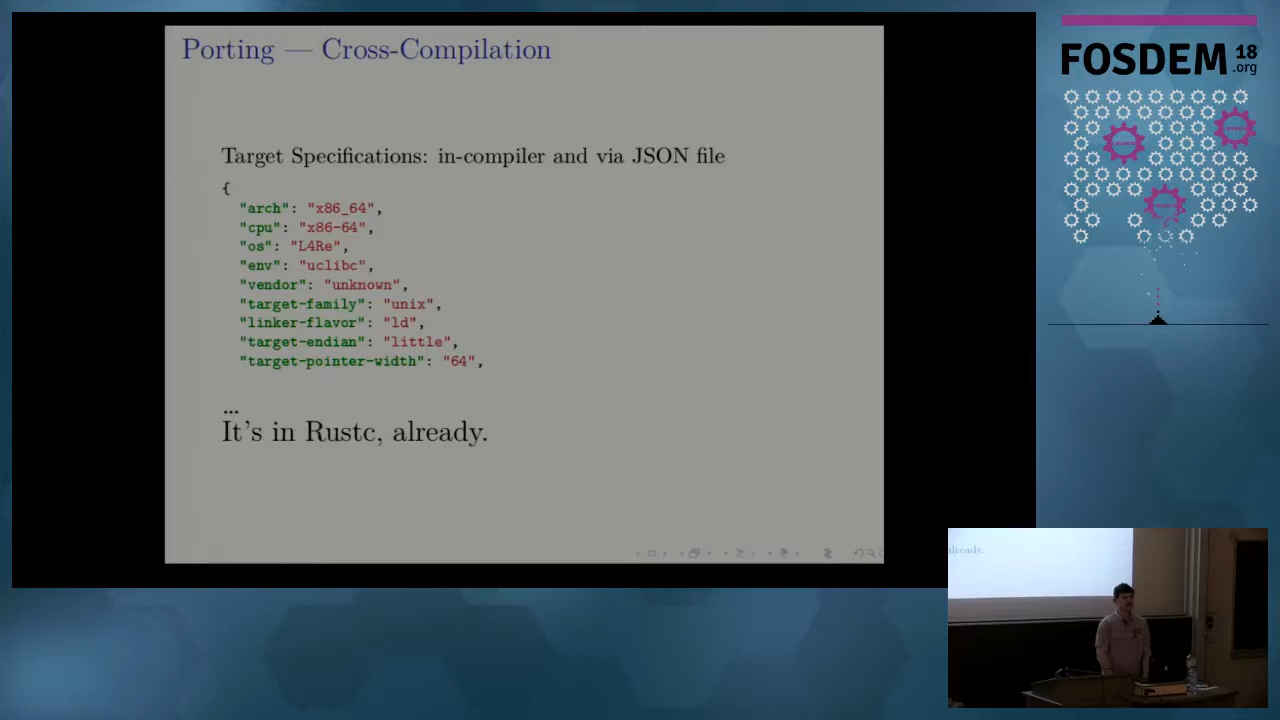 Porting — Cross-Compilation
Target Specifications: in-compiler and via JSON file
{
"arch": "x86_64",
"cpu": "x86-64",
"os": "L4Re",
"env": "uclibc",
"vendor": "unknown",
"target-family": "unix",
"linker-flavor": "ld",
"target-endian": "little",
"target-pointer-width": "64",
...
It's in Rustc, already.
FOSDEM 18
.org
already.